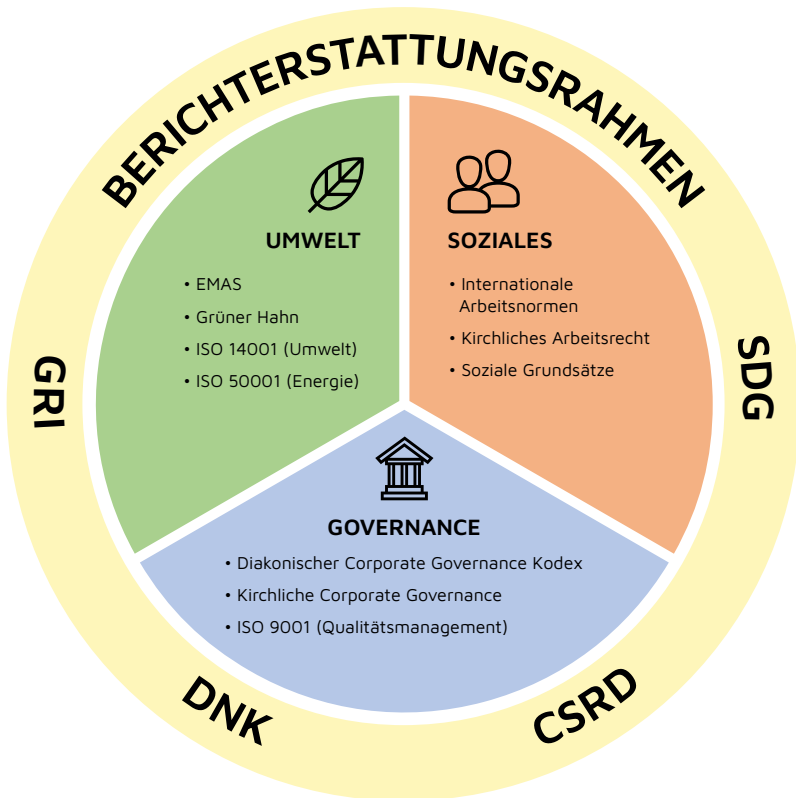 BERICHTERSTATTUNGSRAHMEN
UMWELT
• EMAS
• Grüner Hahn
• ISO 14001 (Umwelt)
• ISO 50001 (Energie)
SOZIALES
• Internationale
Arbeitsnormen
• Kirchliches Arbeitsrecht
• Soziale Grundsätze
GRI
SDG
GOVERNANCE
• Diakonischer Corporate Governance Kodex
• Kirchliche Corporate Governance
• ISO 9001 (Qualitätsmanagement)
DNK
CSRD